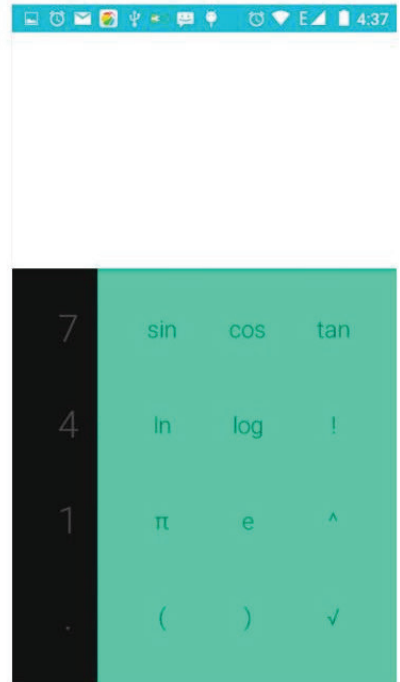 E 4:37
7 sin cos tan
4 ln log !
1 π e ^
. ( ) √